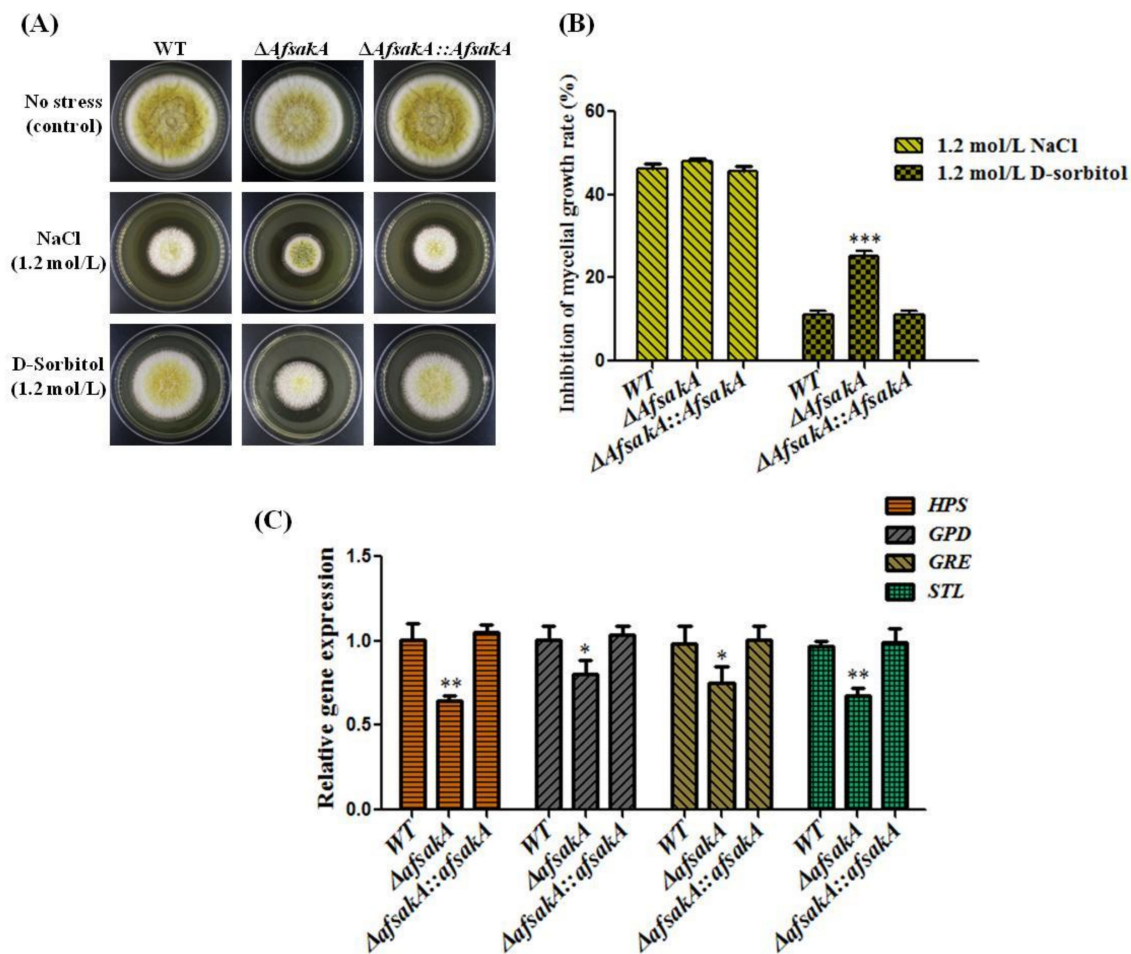 (A)
WT
ΔAfsakA
ΔAfsakA::AfsakA
No stress
(control)
NaCl
(1.2 mol/L)
D-Sorbitol
(1.2 mol/L)
(B)
Inhibition of mycelial growth rate (%)
60
40
20
0
1.2 mol/L NaCl
1.2 mol/L D-sorbitol
***
WT
ΔAfsakA
ΔAfsakA::AfsakA
WT
ΔAfsakA
ΔAfsakA::AfsakA
(C)
HPS
GPD
GRE
STL
Relative gene expression
1.5
1.0
0.5
0.0
**
*
*
**
WT
ΔafsakA
ΔafsakA::afsakA
WT
ΔafsakA
ΔafsakA::afsakA
WT
ΔafsakA
ΔafsakA::afsakA
WT
ΔafsakA
ΔafsakA::afsakA